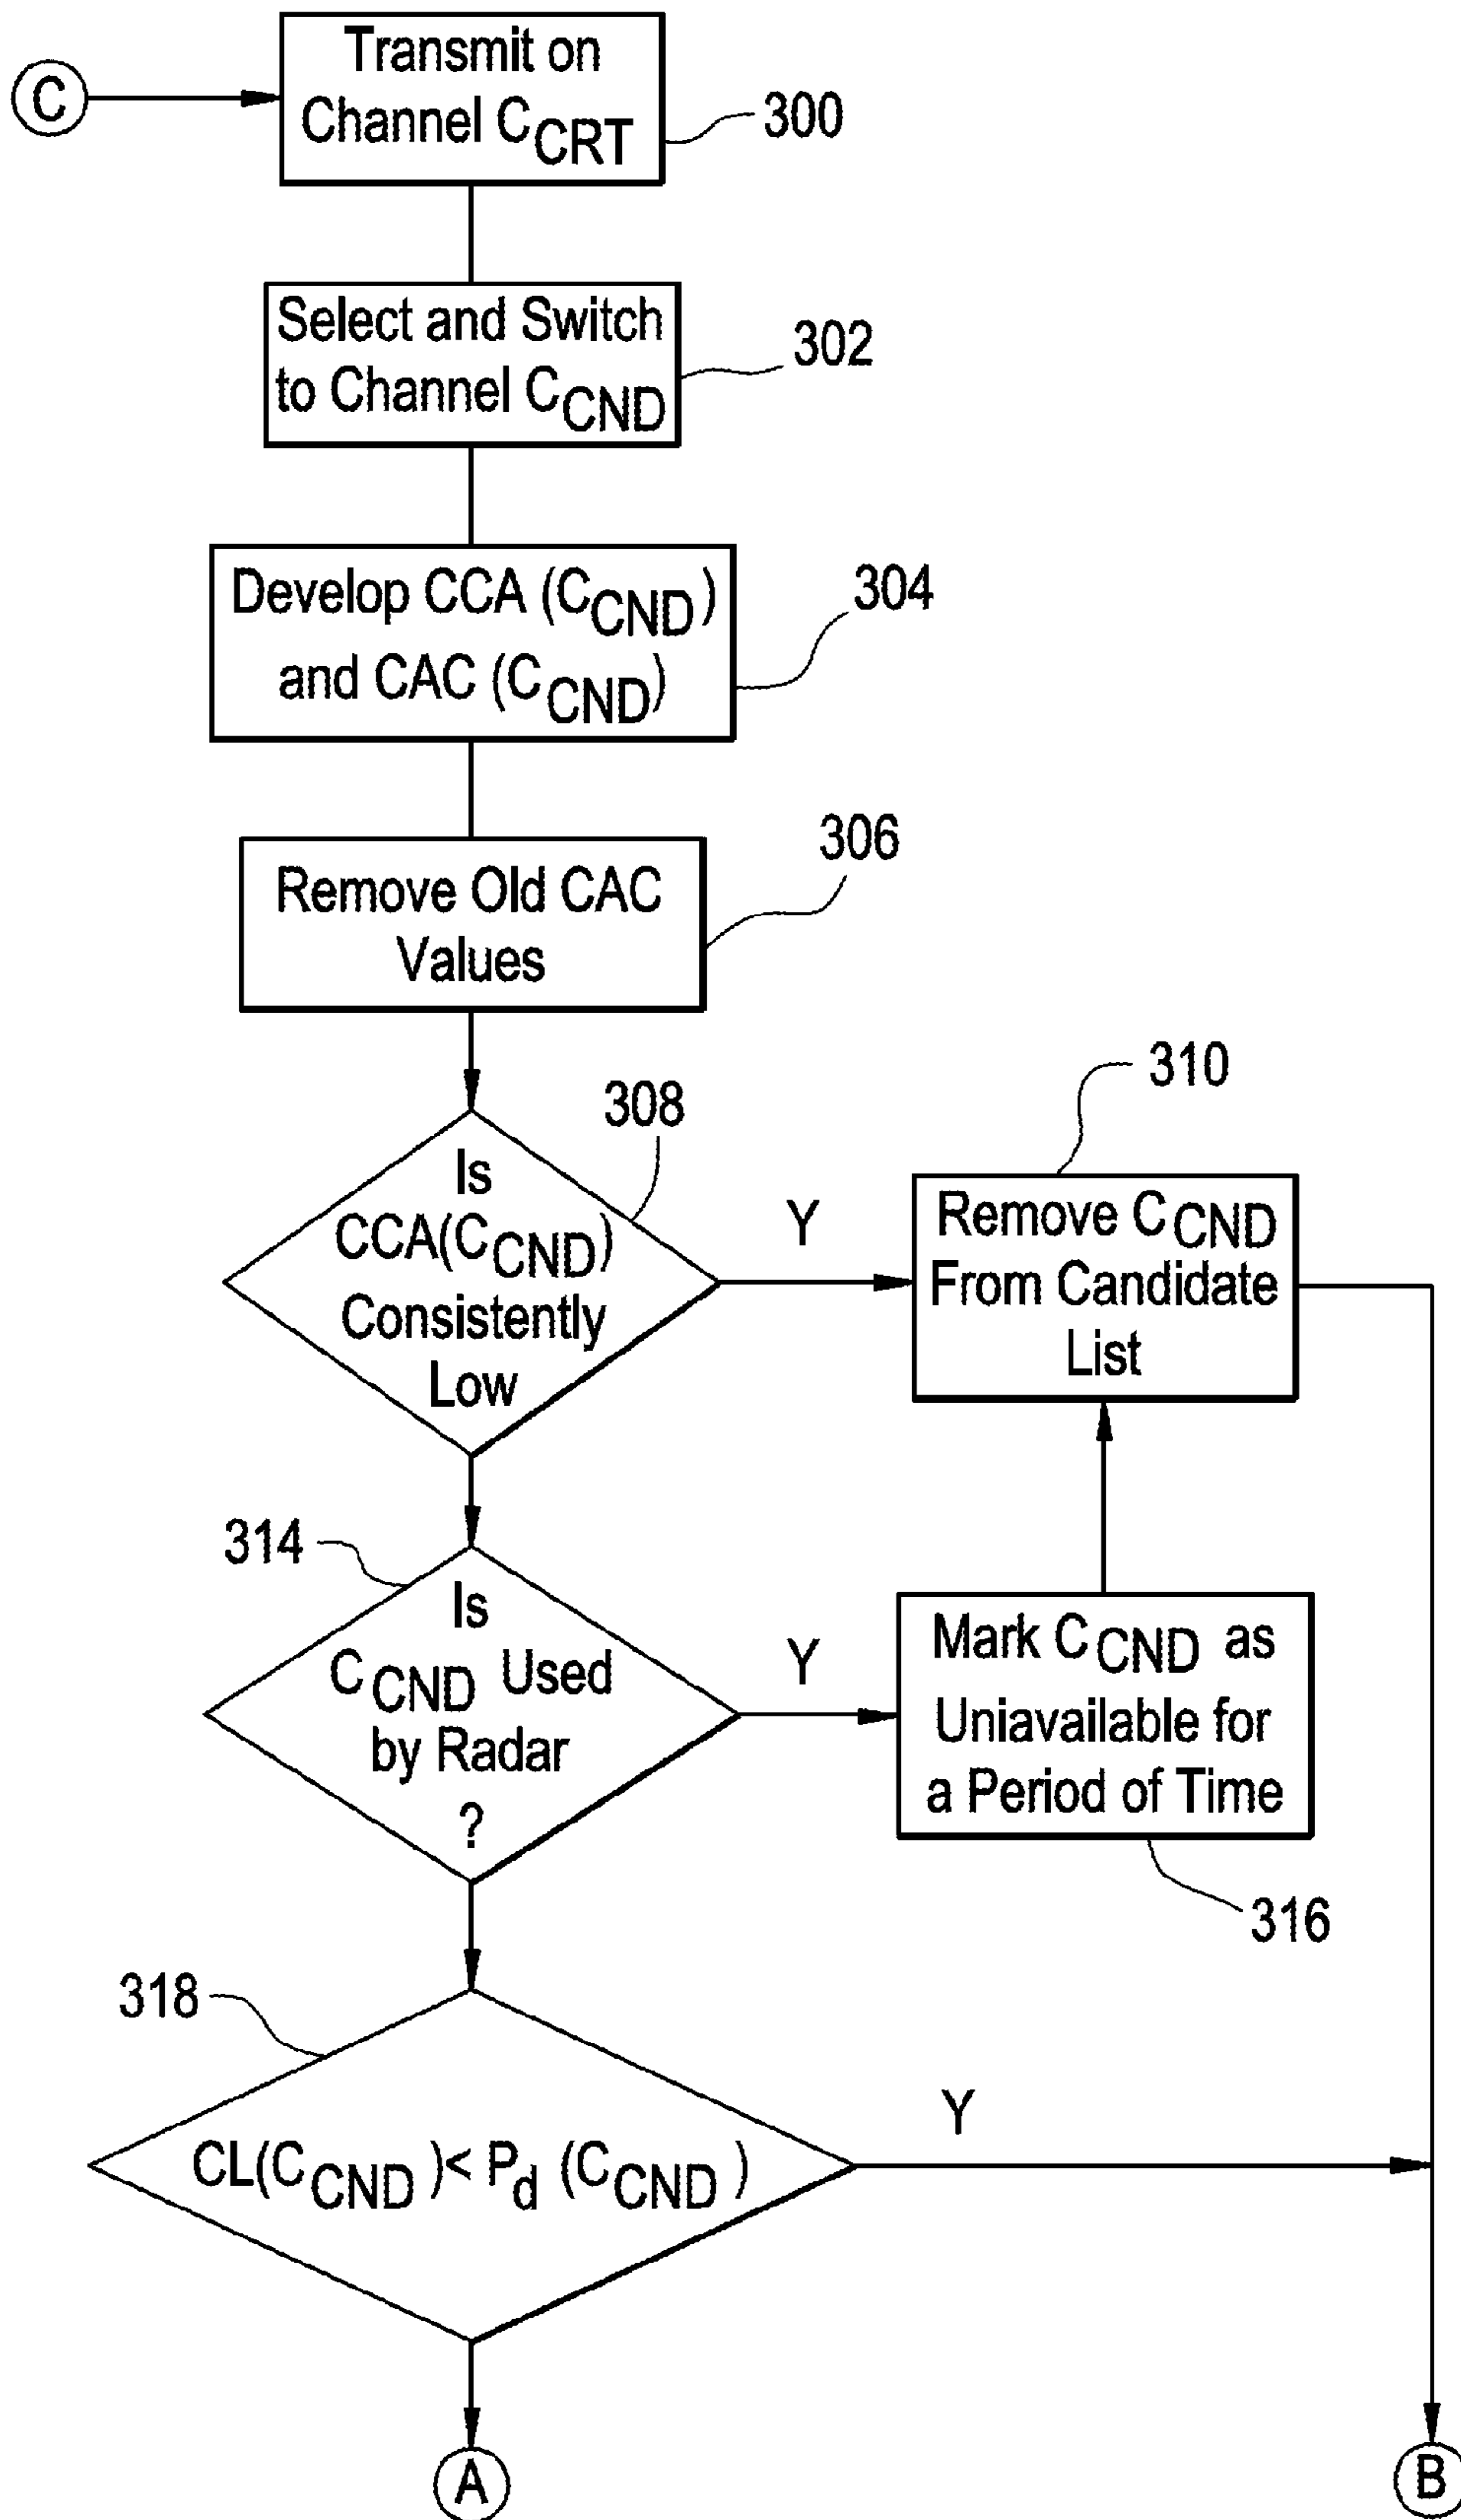 Transmit on
Channel CCRT
C
300
Select and Switch
to Channel CCND
302
Develop CCA (CCND)
and CAC (CCND)
304
Remove Old CAC
Values
306
308
Is
CCA(CCND)
Consistently
Low
Y
310
Remove CCND
From Candidate
List
314
Is
CCND Used
by Radar
?
Y
Mark CCND as
Uniavailable for
a Period of Time
316
318
CL(CCND)< Pd (CCND)
Y
A
B